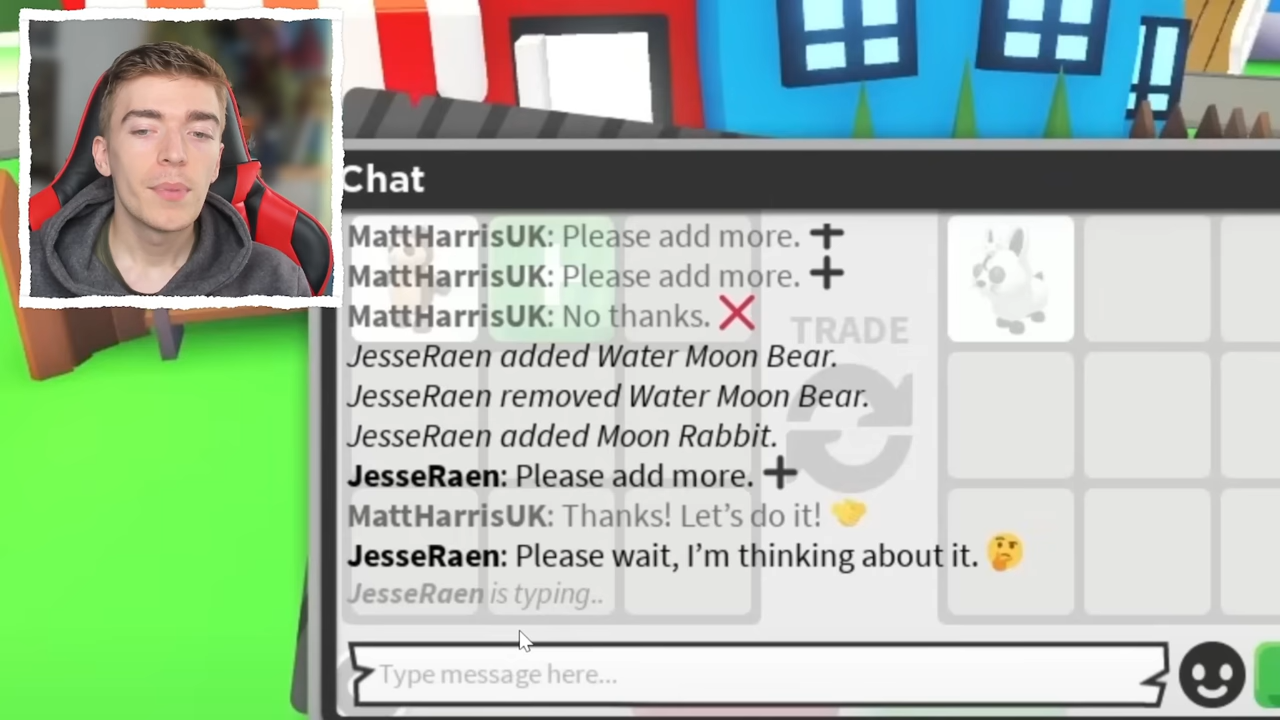 Chat
MattHarrisUK: Please add more. ➕
MattHarrisUK: Please add more. ➕
MattHarrisUK: No thanks. ❌
TRADE
JesseRaen added Water Moon Bear.
JesseRaen removed Water Moon Bear.
JesseRaen added Moon Rabbit.
JesseRaen: Please add more. ➕
MattHarrisUK: Thanks! Let’s do it! 🤝
JesseRaen: Please wait, I’m thinking about it. 🤔
JesseRaen is typing..
Type message here...